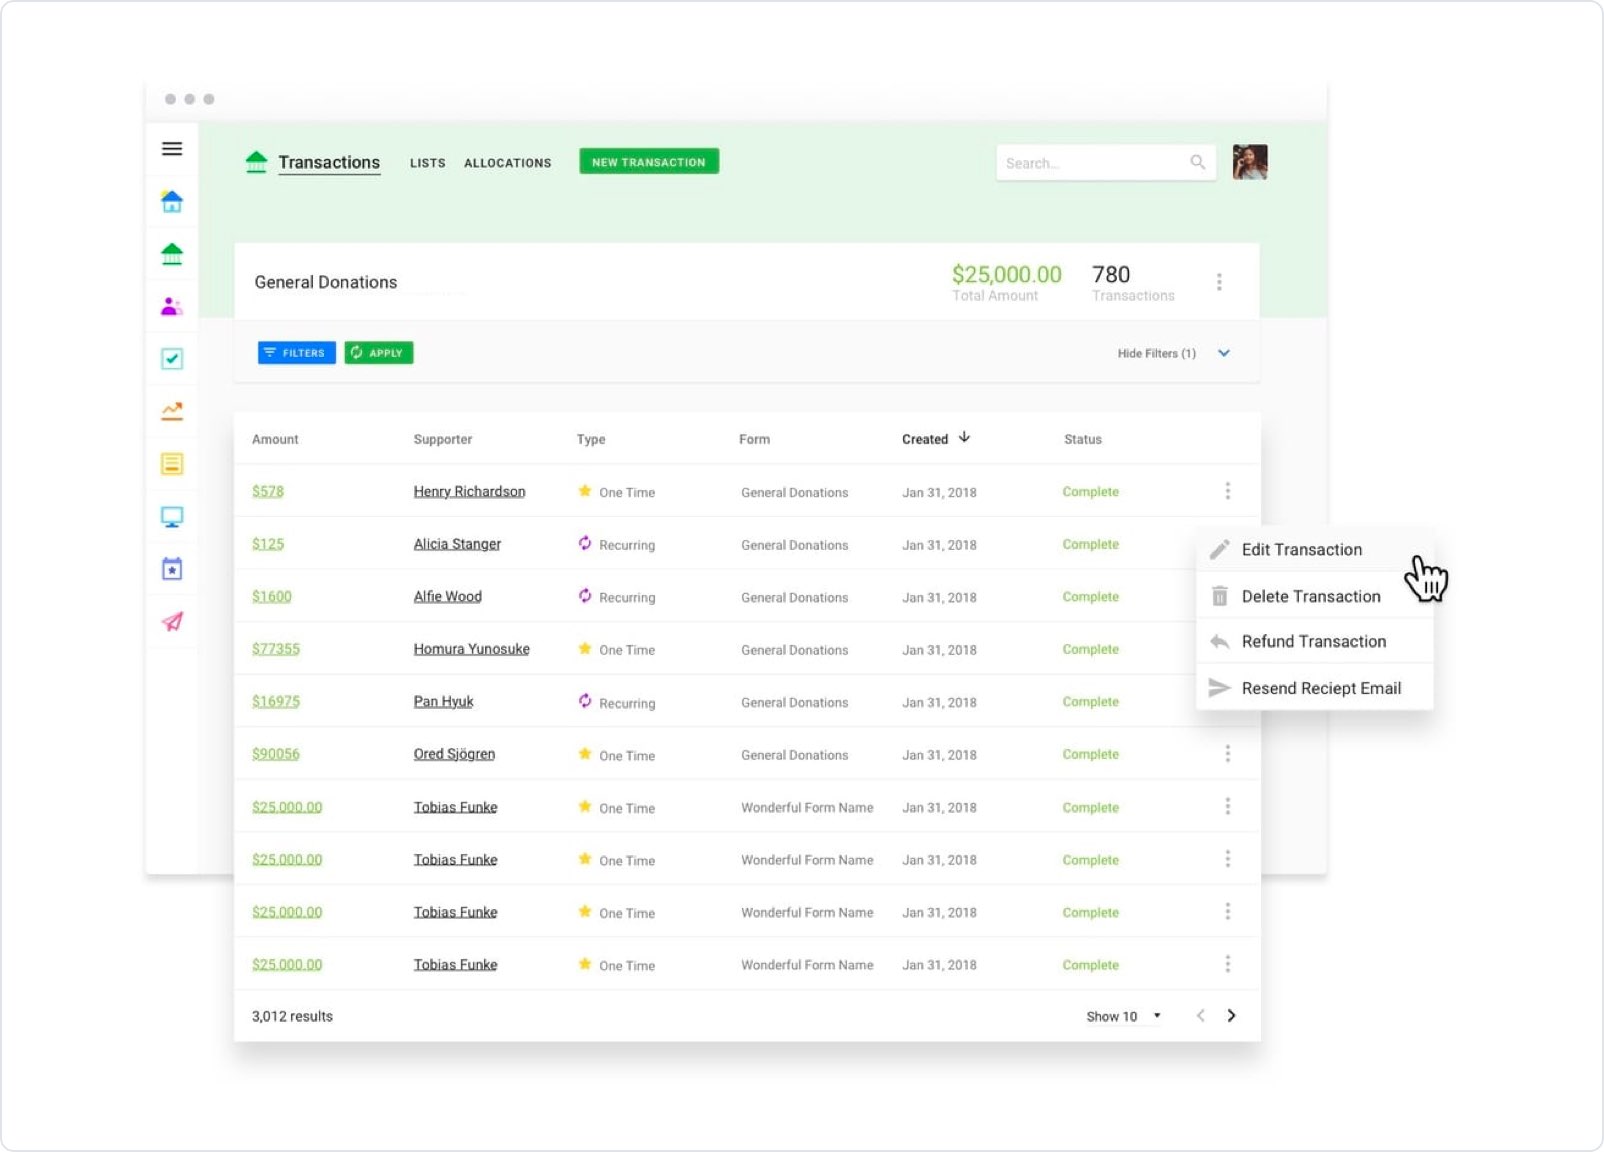 Transactions LISTS ALLOCATIONS NEW TRANSACTION Search...
General Donations $25,000.00 780
Total Amount Transactions
FILTERS APPLY Hide Filters (1)
Amount Supporter Type Form Created Status
$578 Henry Richardson One Time General Donations Jan 31, 2018 Complete
$125 Alicia Stanger Recurring General Donations Jan 31, 2018 Complete
Edit Transaction
$1600 Alfie Wood Recurring General Donations Jan 31, 2018 Complete
Delete Transaction
$77355 Homura Yunosuke One Time General Donations Jan 31, 2018 Complete
Refund Transaction
$16975 Pan Hyuk Recurring General Donations Jan 31, 2018 Complete
Resend Reciept Email
$90056 Ored Sjögren One Time General Donations Jan 31, 2018 Complete
$25,000.00 Tobias Funke One Time Wonderful Form Name Jan 31, 2018 Complete
$25,000.00 Tobias Funke One Time Wonderful Form Name Jan 31, 2018 Complete
$25,000.00 Tobias Funke One Time Wonderful Form Name Jan 31, 2018 Complete
$25,000.00 Tobias Funke One Time Wonderful Form Name Jan 31, 2018 Complete
3,012 results Show 10